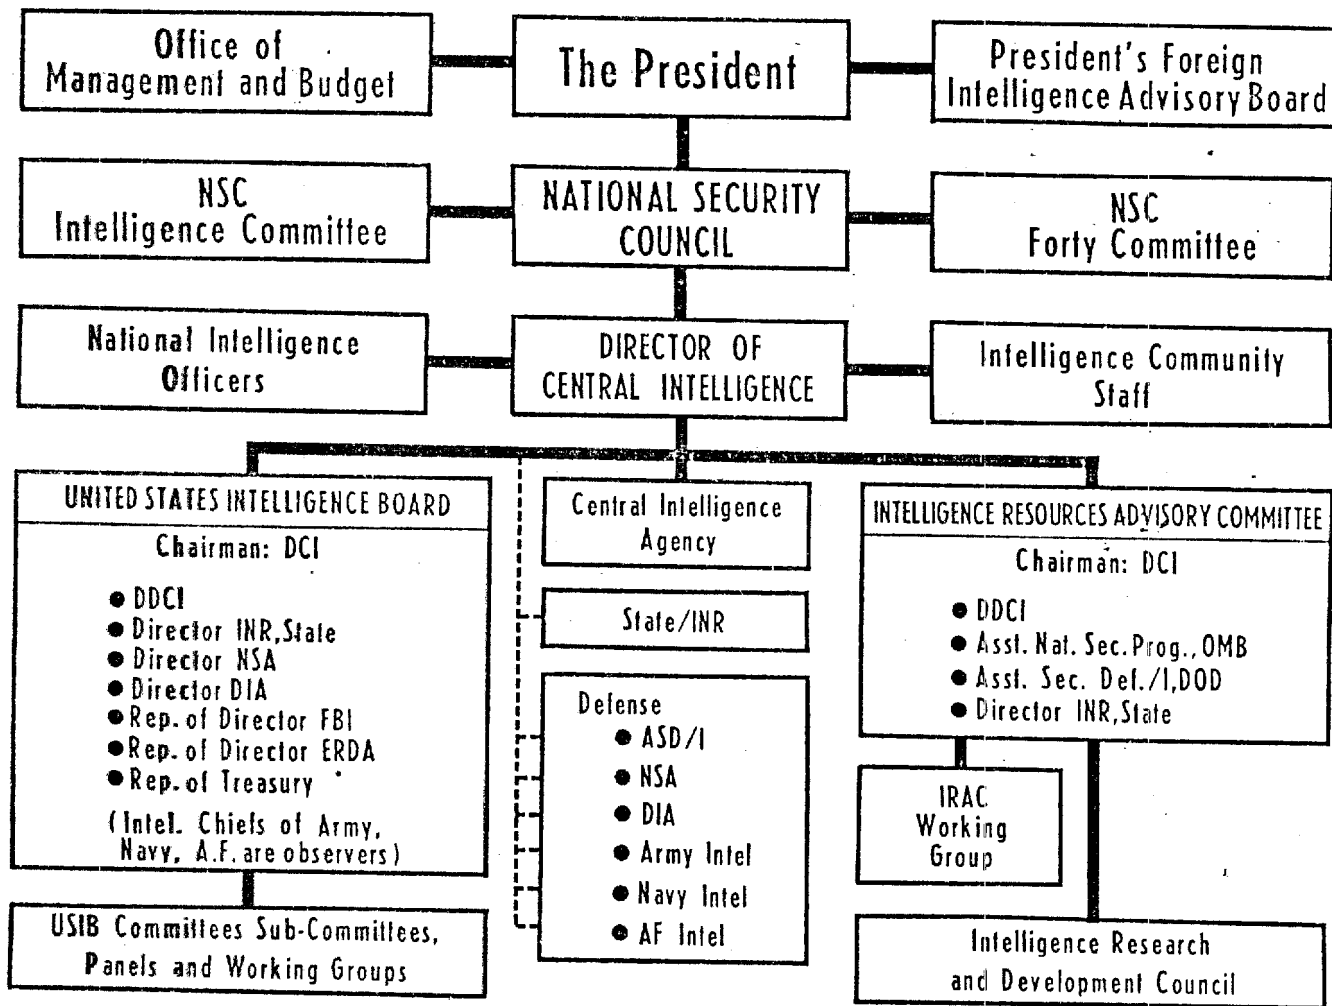 Office of
Management and Budget
The President
President's Foreign
Intelligence Advisory Board
NSC
Intelligence Committee
NATIONAL SECURITY
COUNCIL
NSC
Forty Committee
National Intelligence
Officers
DIRECTOR OF
CENTRAL INTELLIGENCE
Intelligence Community
Staff
UNITED STATES INTELLIGENCE BOARD
Chairman: DCI
● DDCI
● Director INR,State
● Director NSA
● Director DIA
● Rep. of Director FBI
● Rep. of Director ERDA
● Rep. of Treasury
(Intel. Chiefs of Army,
Navy, A.F. are observers)
USIB Committees Sub-Committees,
Panels and Working Groups
Central Intelligence
Agency
State/INR
Defense
● ASD/I
● NSA
● DIA
● Army Intel
● Navy Intel
● AF Intel
INTELLIGENCE RESOURCES ADVISORY COMMITTEE
Chairman: DCI
● DDCI
● Asst. Nat. Sec. Prog., OMB
● Asst. Sec. Def./I,DOD
● Director INR,State
IRAC
Working
Group
Intelligence Research
and Development Council